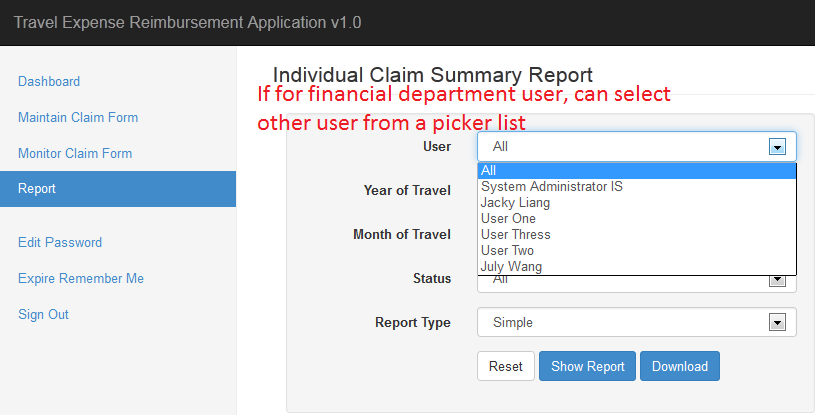 Travel Expense Reimbursement Application v1.0
Dashboard
Maintain Claim Form
Monitor Claim Form
Report
Edit Password
Expire Remember Me
Sign Out
Individual Claim Summary Report
If for financial department user, can select
other user from a picker list
User
All
All
System Administrator IS
Jacky Liang
User One
User Thress
User Two
July Wang
Year of Travel
Month of Travel
Status
All
Report Type
Simple
Reset
Show Report
Download